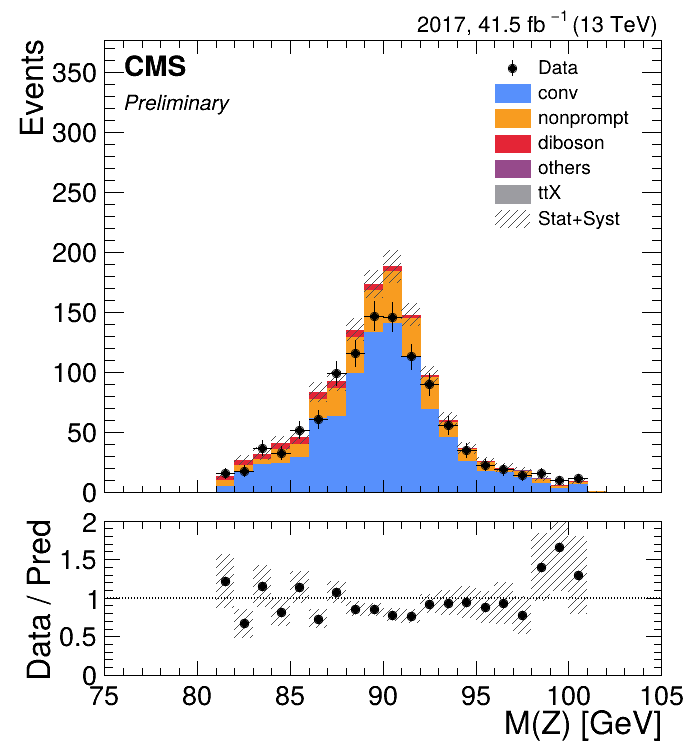 2017, 41.5 fb⁻¹ (13 TeV)
CMS
Preliminary
Events
350
300
250
200
150
100
50
0
Data
conv
nonprompt
diboson
others
ttX
Stat+Syst
Data / Pred
2
1.5
1
0.5
0
75 80 85 90 95 100 105
M(Z) [GeV]